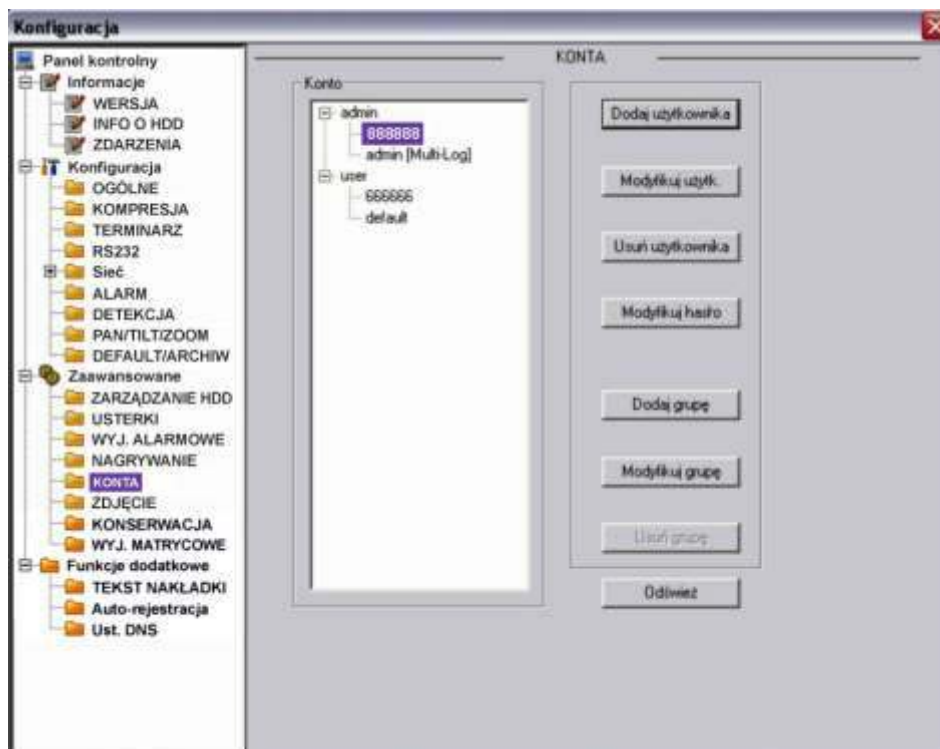 Konfiguracja
Panel kontrolny
Informacje
WERSJA
INFO O HDD
ZDARZENIA
Konfiguracja
OGÓLNE
KOMPRESJA
TERMINARZ
RS232
Sieć
ALARM
DETEKCJA
PAN/TILT/ZOOM
DEFAULT/ARCHIW
Zaawansowane
ZARZĄDZANIE HDD
USTERKI
WYJ. ALARMOWE
NAGRYWANIE
KONTA
ZDJĘCIE
KONSERWACJA
WYJ. MATRYCOWE
Funkcje dodatkowe
TEKST NAKŁADKI
Auto-rejestracja
Ust. DNS
KONTA
Konto
admin
888888
admin [Multi-Log]
user
666666
default
Dodaj użytkownika
Modyfikuj użytk.
Usuń użytkownika
Modyfikuj hasło
Dodaj grupę
Modyfikuj grupę
Usuń grupę
Odśwież